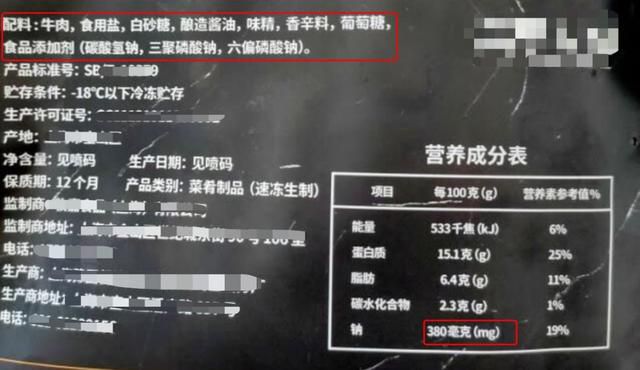 配料：牛肉，食用盐，白砂糖，酿造酱油，味精，香辛料，葡萄糖，
食品添加剂（碳酸氢钠，三聚磷酸钠，六偏磷酸钠）。
产品标准号：SB
贮存条件：-18℃以下冷冻贮存
生产许可证号：
产地：
净含量：见喷码 生产日期：见喷码
保质期：12个月 产品类别：菜肴制品（速冻生制）
监制商
监制商地址：
电话：
生产商：
生产商地址：
电话：
营养成分表
项目 每100克(g) 营养素参考值%
能量 533千焦(kJ) 6%
蛋白质 15.1克(g) 25%
脂肪 6.4克(g) 11%
碳水化合物 2.3克(g) 1%
钠 380毫克(mg) 19%